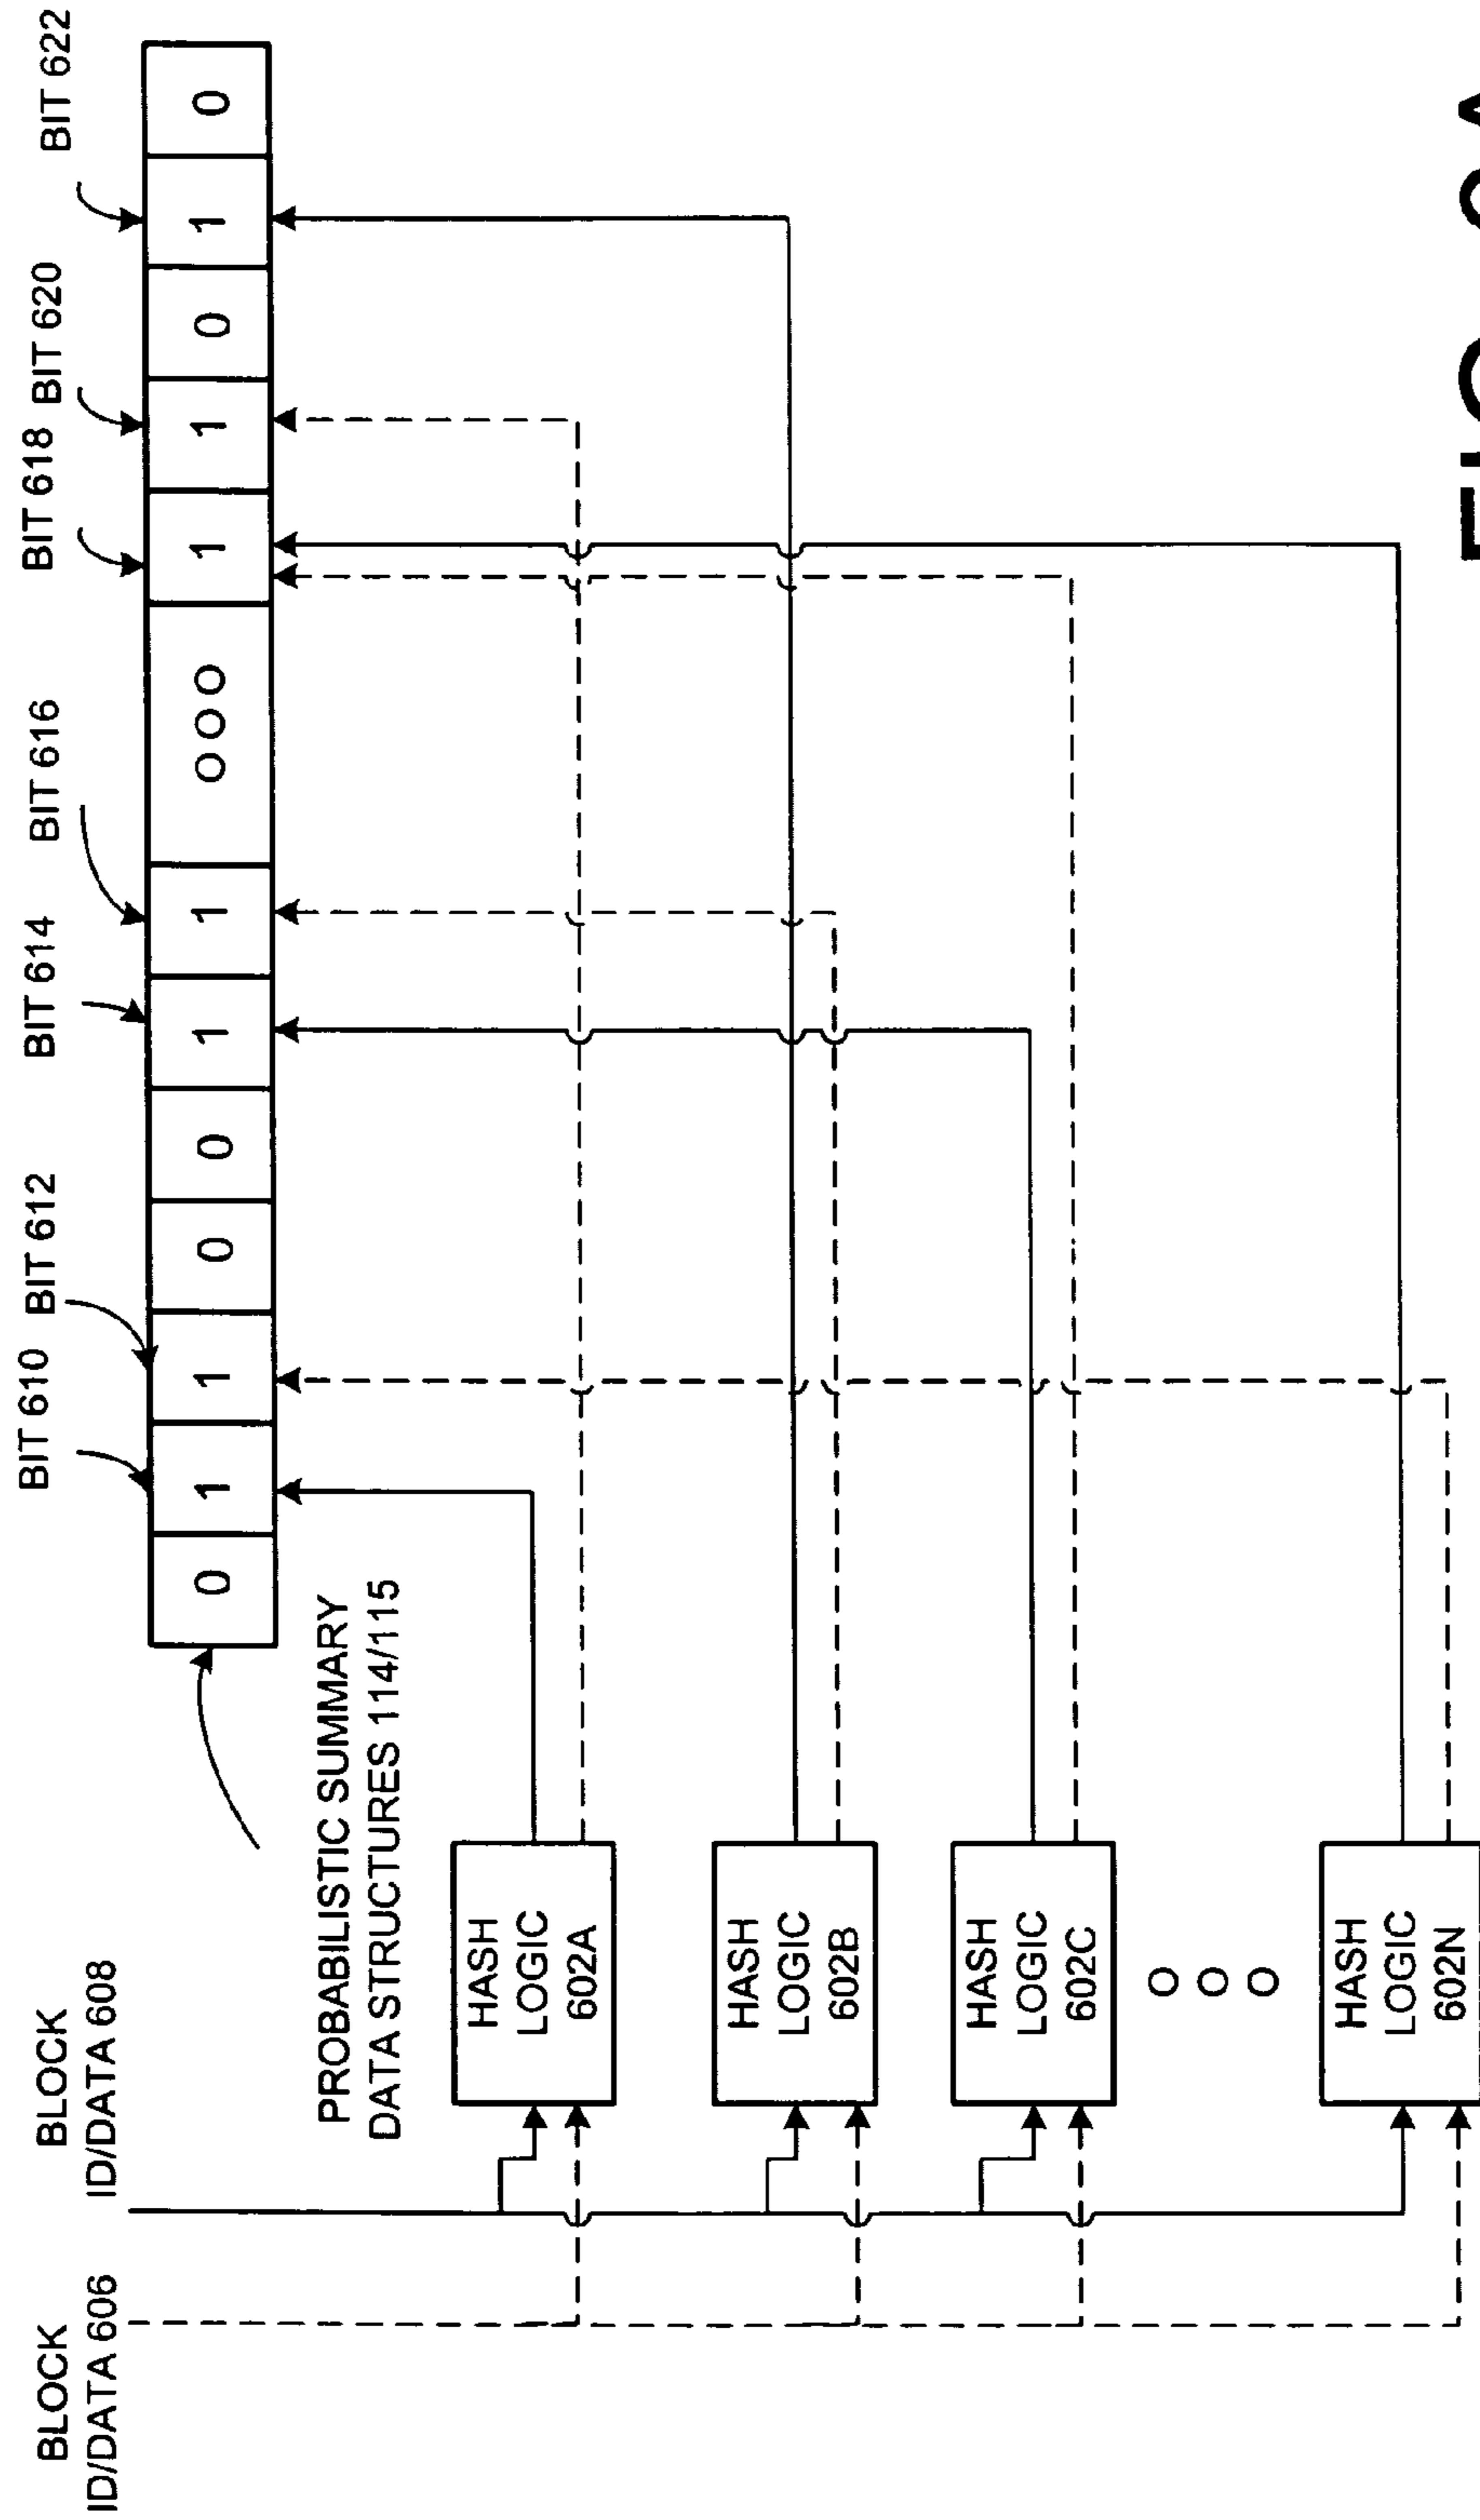 BLOCK
ID/DATA 606
BLOCK
ID/DATA 608
BIT 610
BIT 612
BIT 614
BIT 616
BIT 618
BIT 620
BIT 622
0 1 1 0 0 1 1 1 1 0 1 0
PROBABILISTIC SUMMARY
DATA STRUCTURES 114/115
HASH
LOGIC
602A
HASH
LOGIC
602B
HASH
LOGIC
602C
HASH
LOGIC
602N